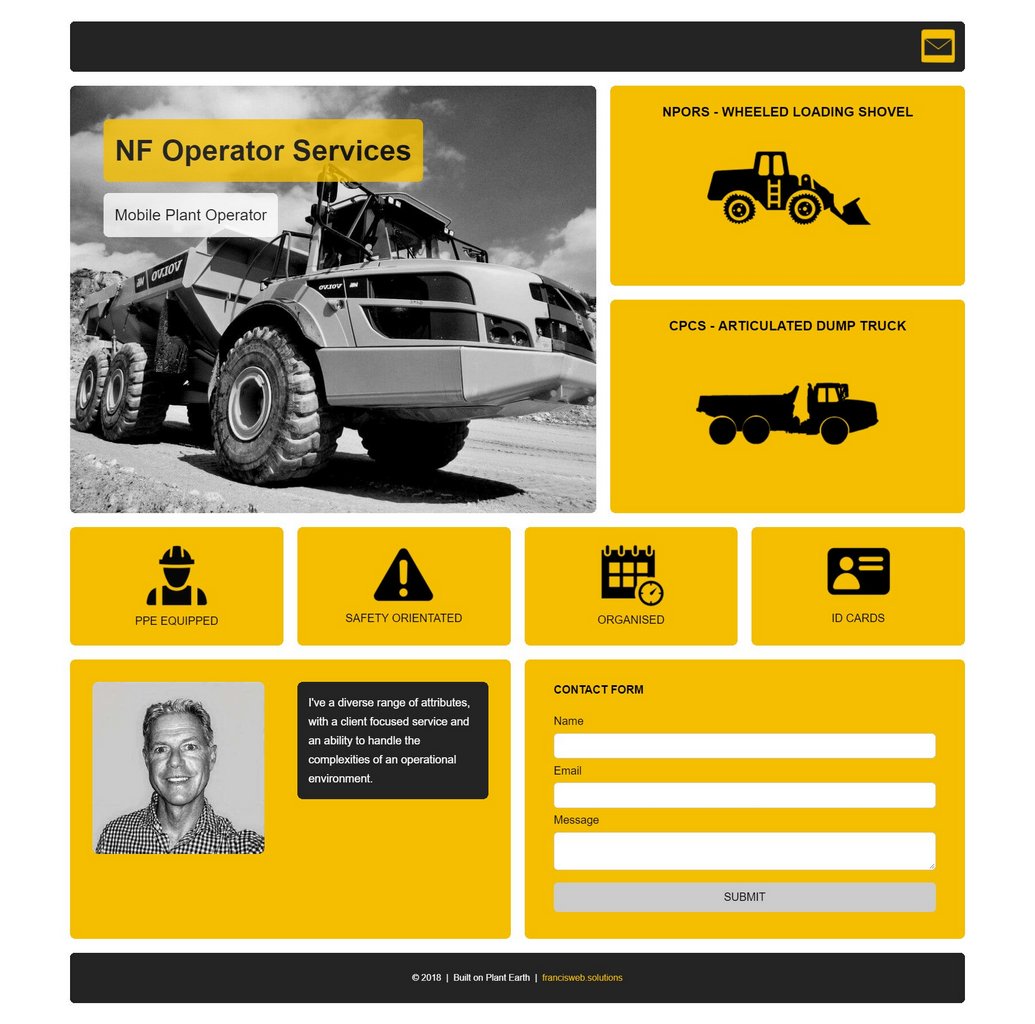 NF Operator Services
Mobile Plant Operator
VOLVO
VOLVO
NPORS - WHEELED LOADING SHOVEL
CPCS - ARTICULATED DUMP TRUCK
PPE EQUIPPED
SAFETY ORIENTATED
ORGANISED
ID CARDS
I've a diverse range of attributes,
with a client focused service and
an ability to handle the
complexities of an operational
environment.
CONTACT FORM
Name
Email
Message
SUBMIT
© 2018 | Built on Plant Earth | francisweb.solutions